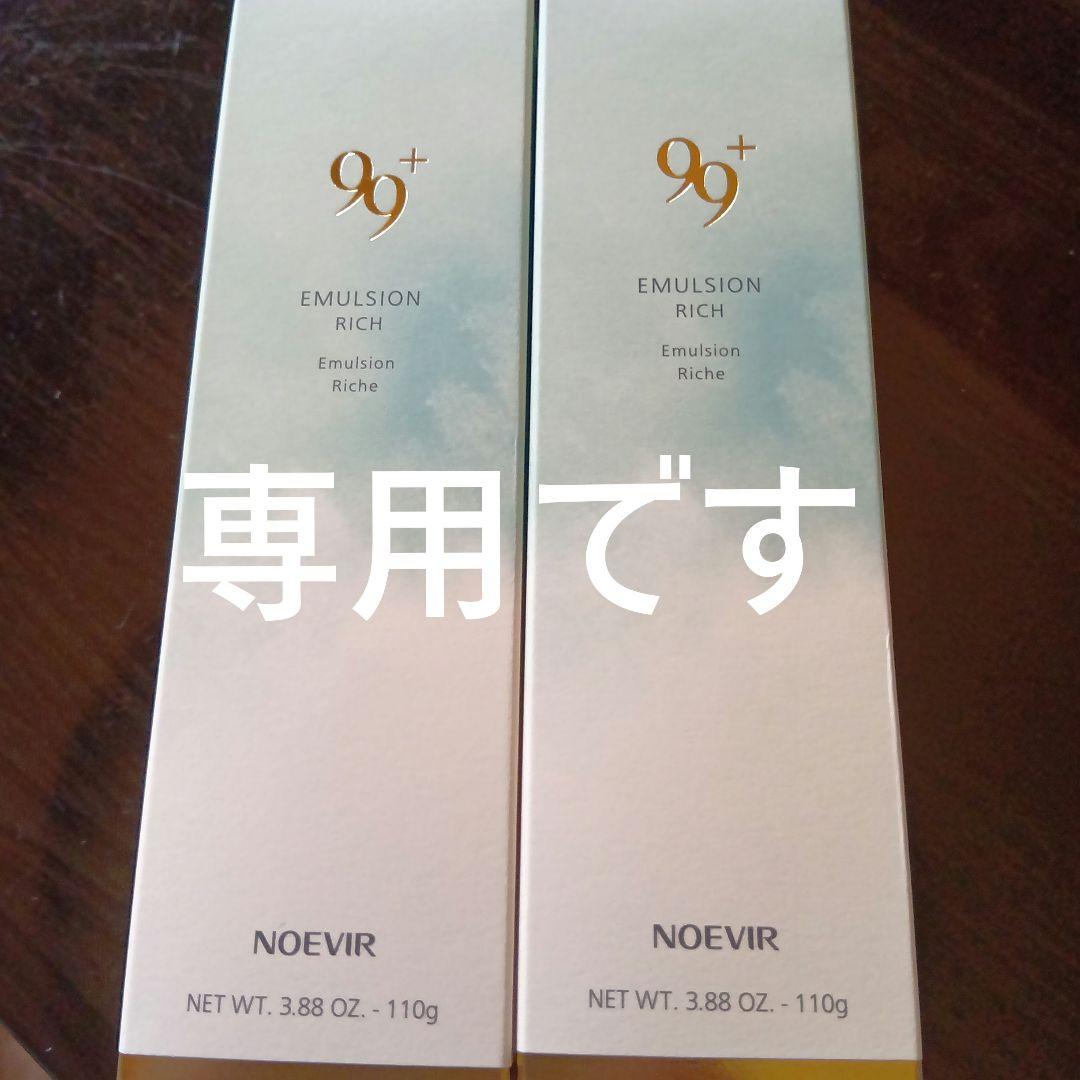 99+
EMULSION
RICH
Emulsion
Riche
NOEVIR
NET WT. 3.88 OZ. - 110g
99+
EMULSION
RICH
Emulsion
Riche
NOEVIR
NET WT. 3.88 OZ. - 110g
専用です